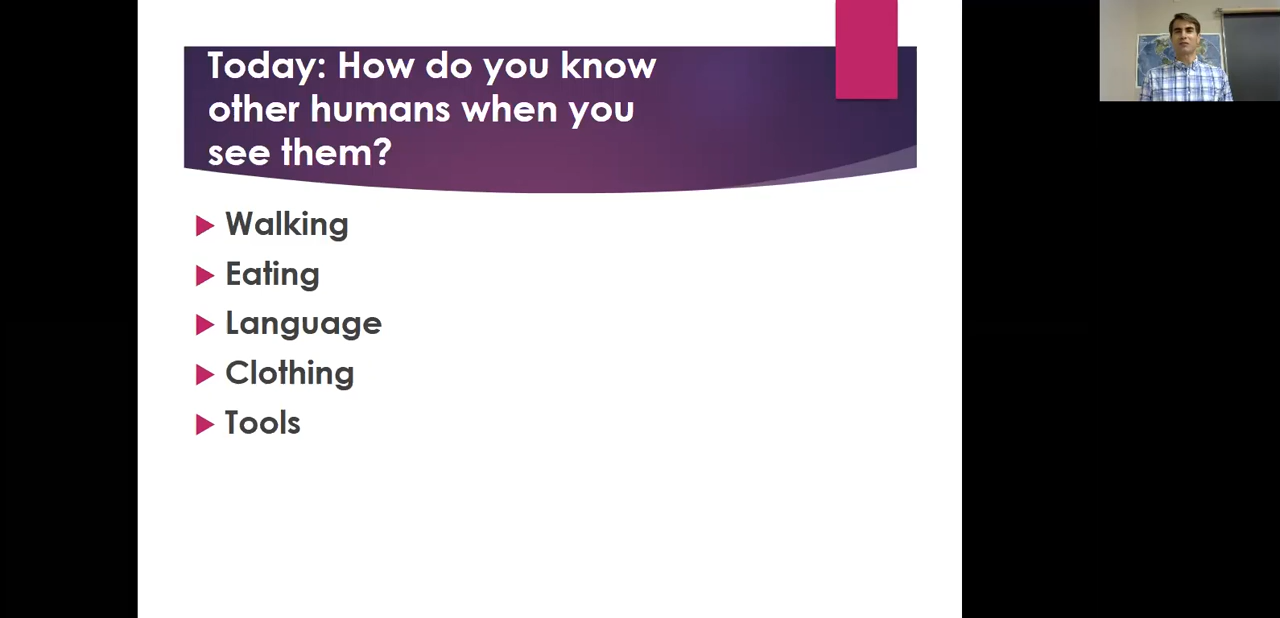 Today: How do you know
other humans when you
see them?
Walking
Eating
Language
Clothing
Tools